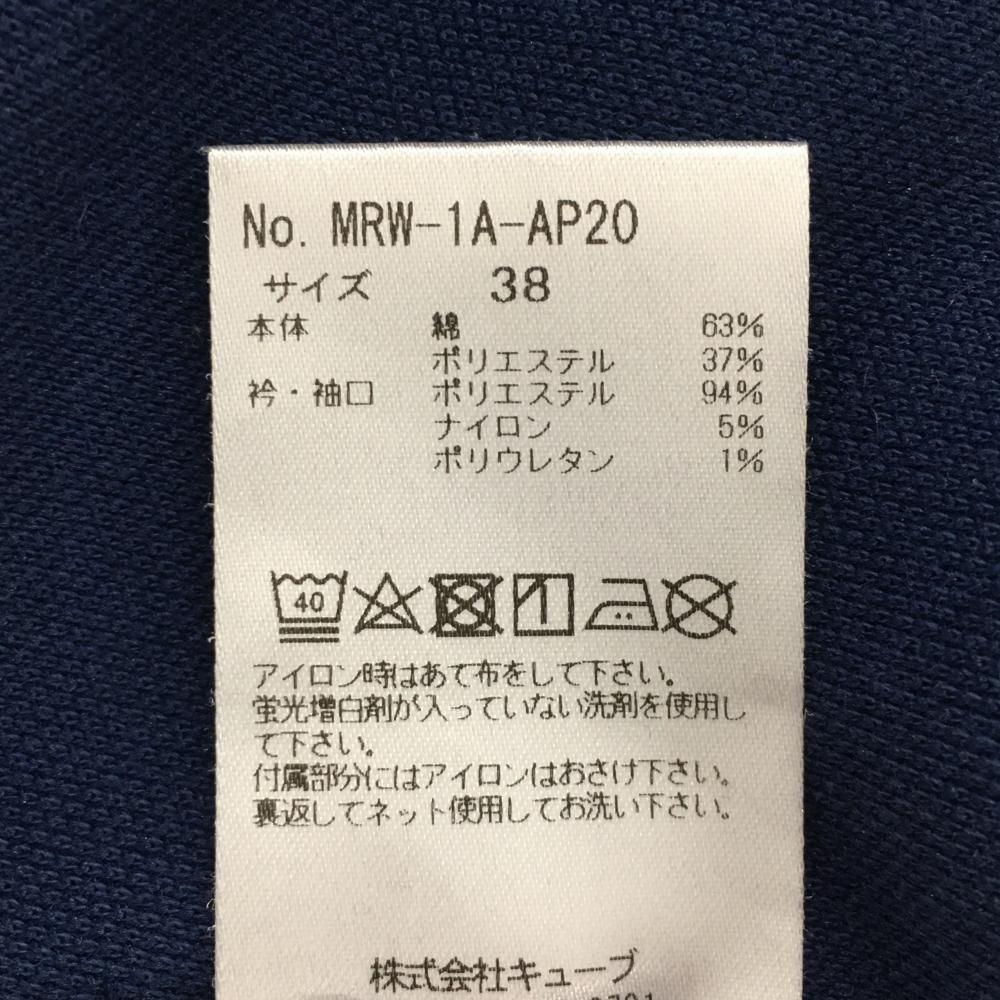 No. MRW-1A-AP20
サイズ 38
本体 綿 63%
ポリエステル 37%
衿・袖口 ポリエステル 94%
ナイロン 5%
ポリウレタン 1%
40
アイロン時はあて布をして下さい。
蛍光増白剤が入っていない洗剤を使用し
て下さい。
付属部分にはアイロンはおさけ下さい。
裏返してネット使用してお洗い下さい。
株式会社キューブ